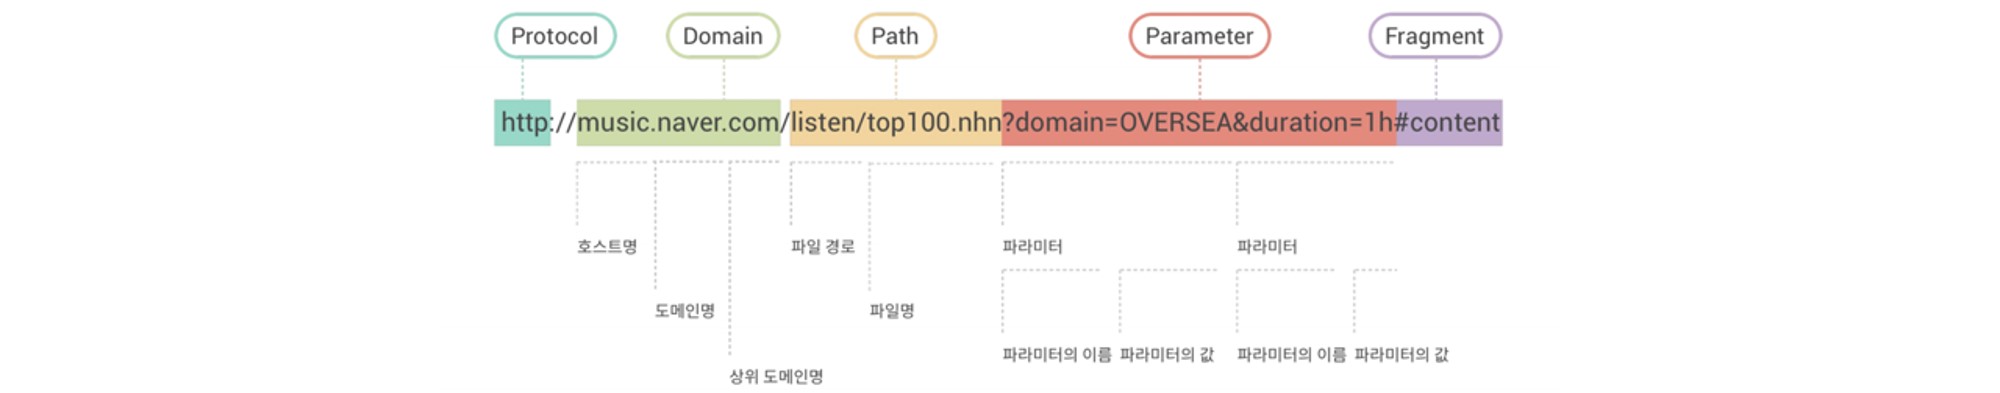 Protocol Domain Path Parameter Fragment
http://music.naver.com/listen/top100.nhn?domain=OVERSEA&duration=1h#content
호스트명 파일 경로 파라미터 파라미터
도메인명 파일명
파라미터의 이름 파라미터의 값 파라미터의 이름 파라미터의 값
상위 도메인명